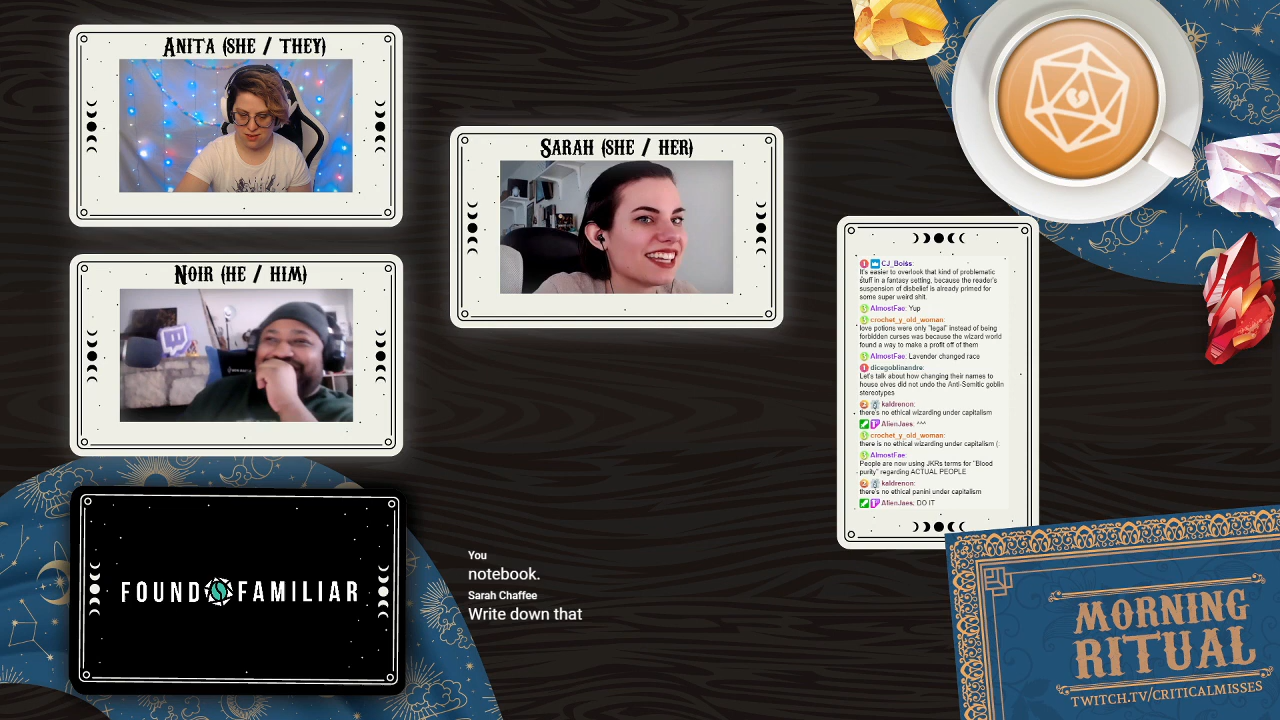 ANITA (SHE / THEY)
SARAH (SHE / HER)
NOIR (HE / HIM)
CJ_Boiss:
It's easier to overlook that kind of problematic
stuff in a fantasy setting, because the reader's
suspension of disbelief is already primed for
some super weird shit.
AlmostFae: Yup
crochet_y_old_woman:
love potions were only "legal" instead of being
forbidden curses was because the wizard world
found a way to make a profit off of them
AlmostFae: Lavender changed race
dicegoblinandre:
Let's talk about how changing their names to
house elves did not undo the Anti-Semitic goblin
stereotypes
kaldrenon:
there's no ethical wizarding under capitalism
AlienJaes: ^^^
crochet_y_old_woman:
there is no ethical wizarding under capitalism (:
AlmostFae:
People are now using JKRs terms for "Blood
purity" regarding ACTUAL PEOPLE
kaldrenon:
there's no ethical panini under capitalism
AlienJaes: DO IT
FOUND FAMILIAR
You
notebook.
Sarah Chaffee
Write down that
MORNING
RITUAL
TWITCH.TV/CRITICALMISSES